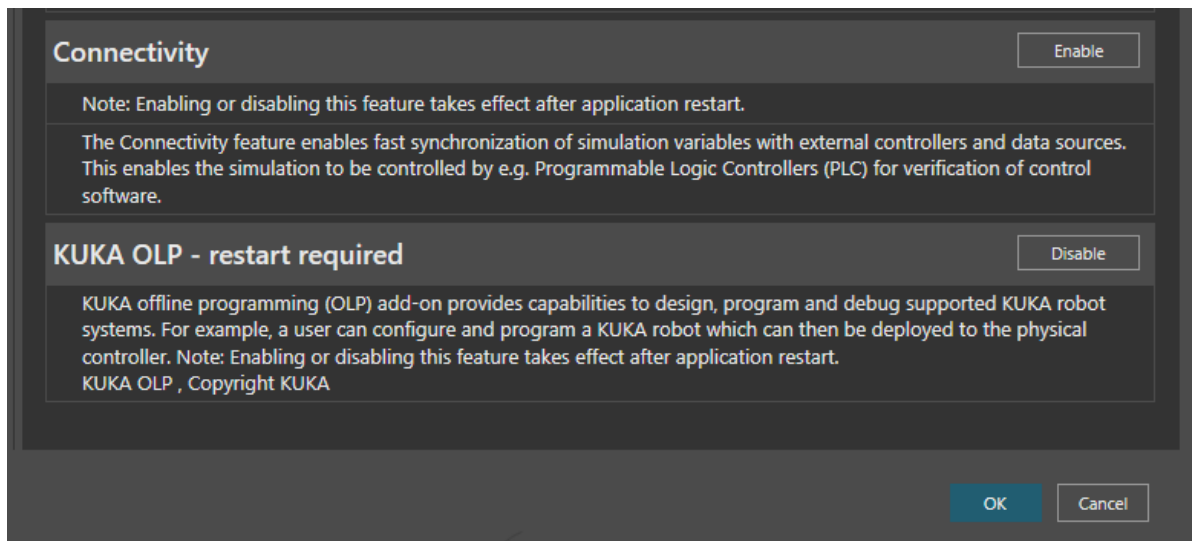 Connectivity
Enable
Note: Enabling or disabling this feature takes effect after application restart.
The Connectivity feature enables fast synchronization of simulation variables with external controllers and data sources.
This enables the simulation to be controlled by e.g. Programmable Logic Controllers (PLC) for verification of control
software.
KUKA OLP - restart required
Disable
KUKA offline programming (OLP) add-on provides capabilities to design, program and debug supported KUKA robot
systems. For example, a user can configure and program a KUKA robot which can then be deployed to the physical
controller. Note: Enabling or disabling this feature takes effect after application restart.
KUKA OLP , Copyright KUKA
OK
Cancel